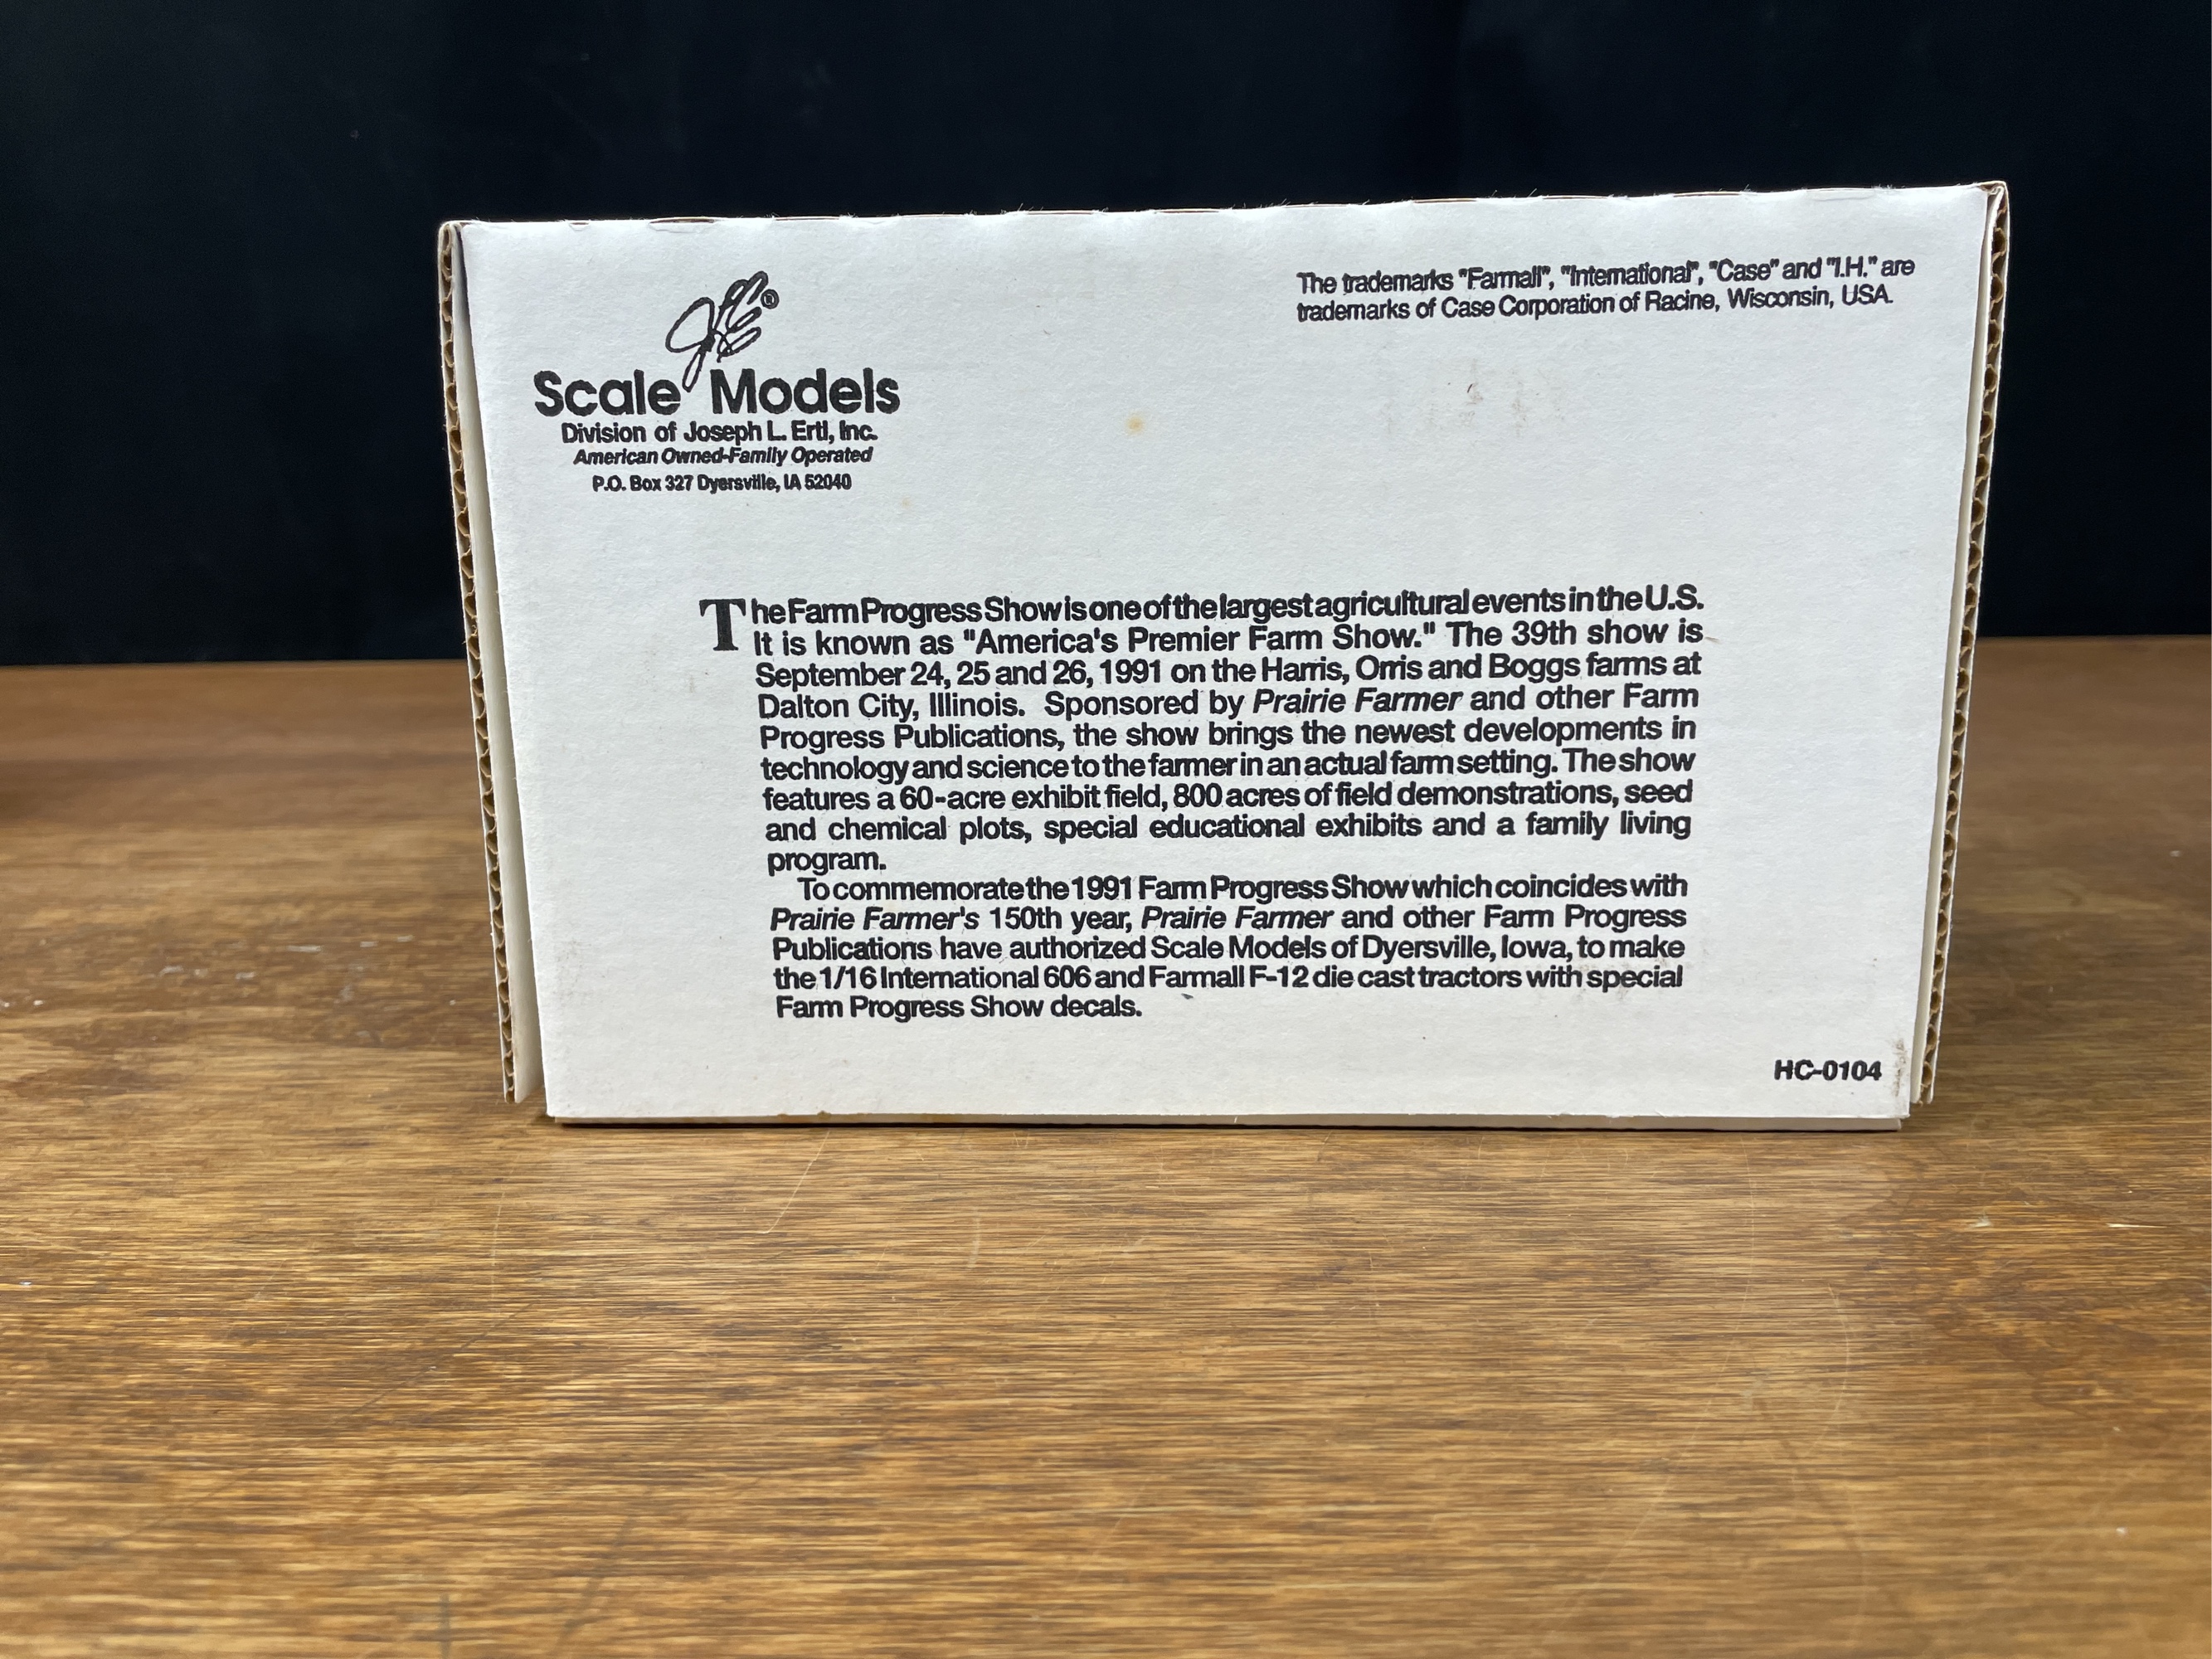 ®
Scale Models
Division of Joseph L. Ertl, Inc.
American Owned-Family Operated
P.O. Box 327 Dyersville, IA 52040
The trademarks "Farmall", "International", "Case" and "I.H." are
trademarks of Case Corporation of Racine, Wisconsin, USA.
The Farm Progress Show is one of the largest agricultural events in the U.S.
It is known as "America's Premier Farm Show." The 39th show is
September 24, 25 and 26, 1991 on the Harris, Orris and Boggs farms at
Dalton City, Illinois. Sponsored by Prairie Farmer and other Farm
Progress Publications, the show brings the newest developments in
technology and science to the farmer in an actual farm setting. The show
features a 60-acre exhibit field, 800 acres of field demonstrations, seed
and chemical plots, special educational exhibits and a family living
program.
To commemorate the 1991 Farm Progress Show which coincides with
Prairie Farmer's 150th year, Prairie Farmer and other Farm Progress
Publications have authorized Scale Models of Dyersville, Iowa, to make
the 1/16 International 606 and Farmall F-12 die cast tractors with special
Farm Progress Show decals.
HC-0104